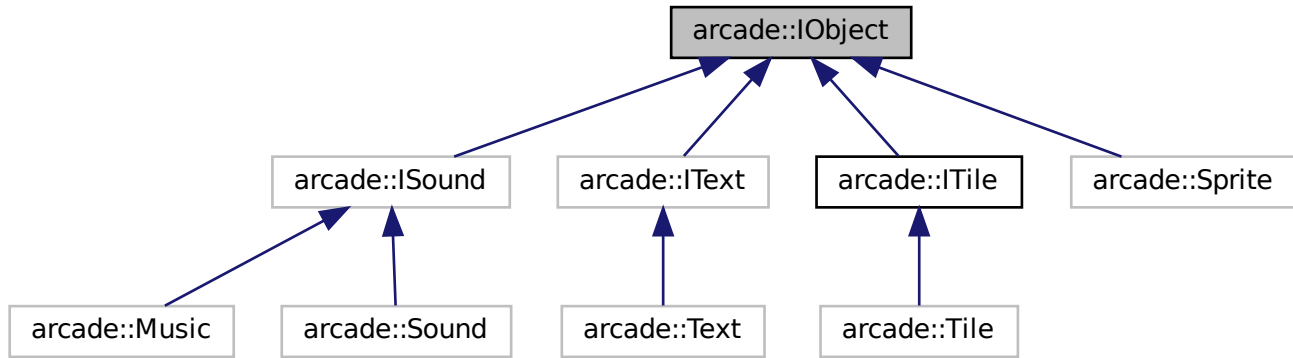 arcade::IObject
arcade::ISound
arcade::IText
arcade::ITile
arcade::Sprite
arcade::Music
arcade::Sound
arcade::Text
arcade::Tile